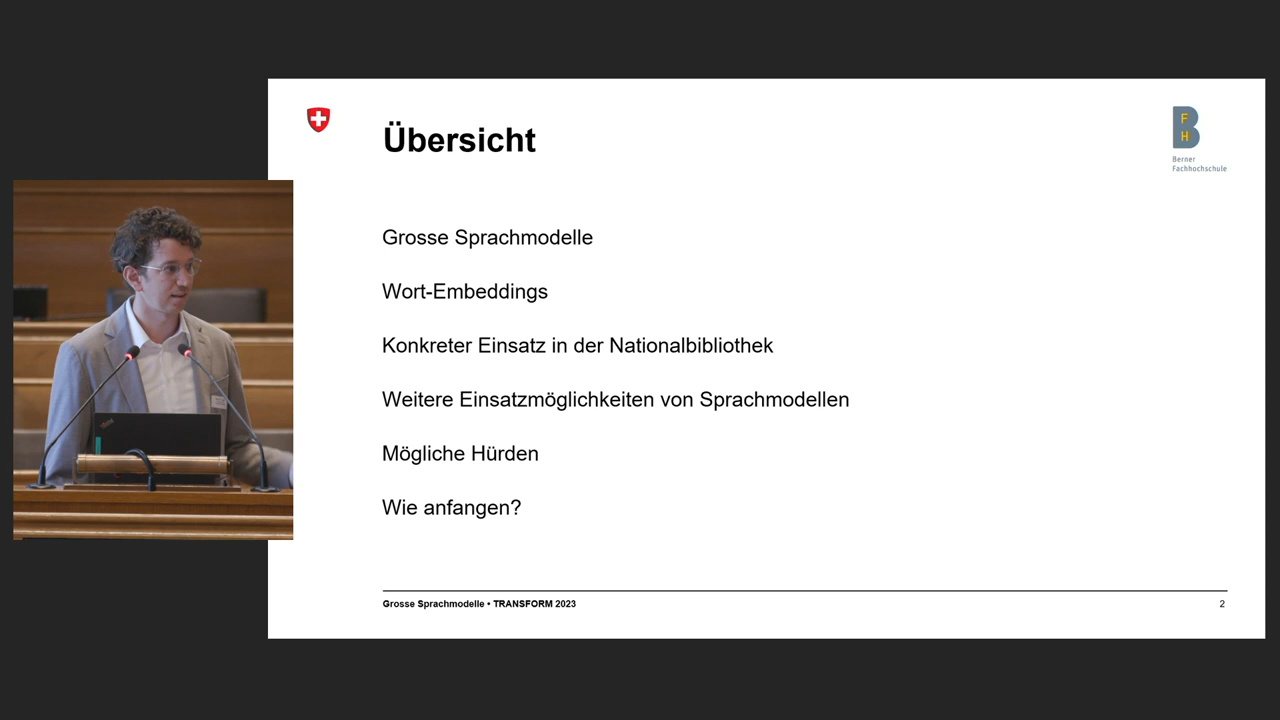 Übersicht
F
H
Berner
Fachhochschule
Grosse Sprachmodelle
Wort-Embeddings
Konkreter Einsatz in der Nationalbibliothek
Weitere Einsatzmöglichkeiten von Sprachmodellen
Mögliche Hürden
Wie anfangen?
Grosse Sprachmodelle • TRANSFORM 2023
2